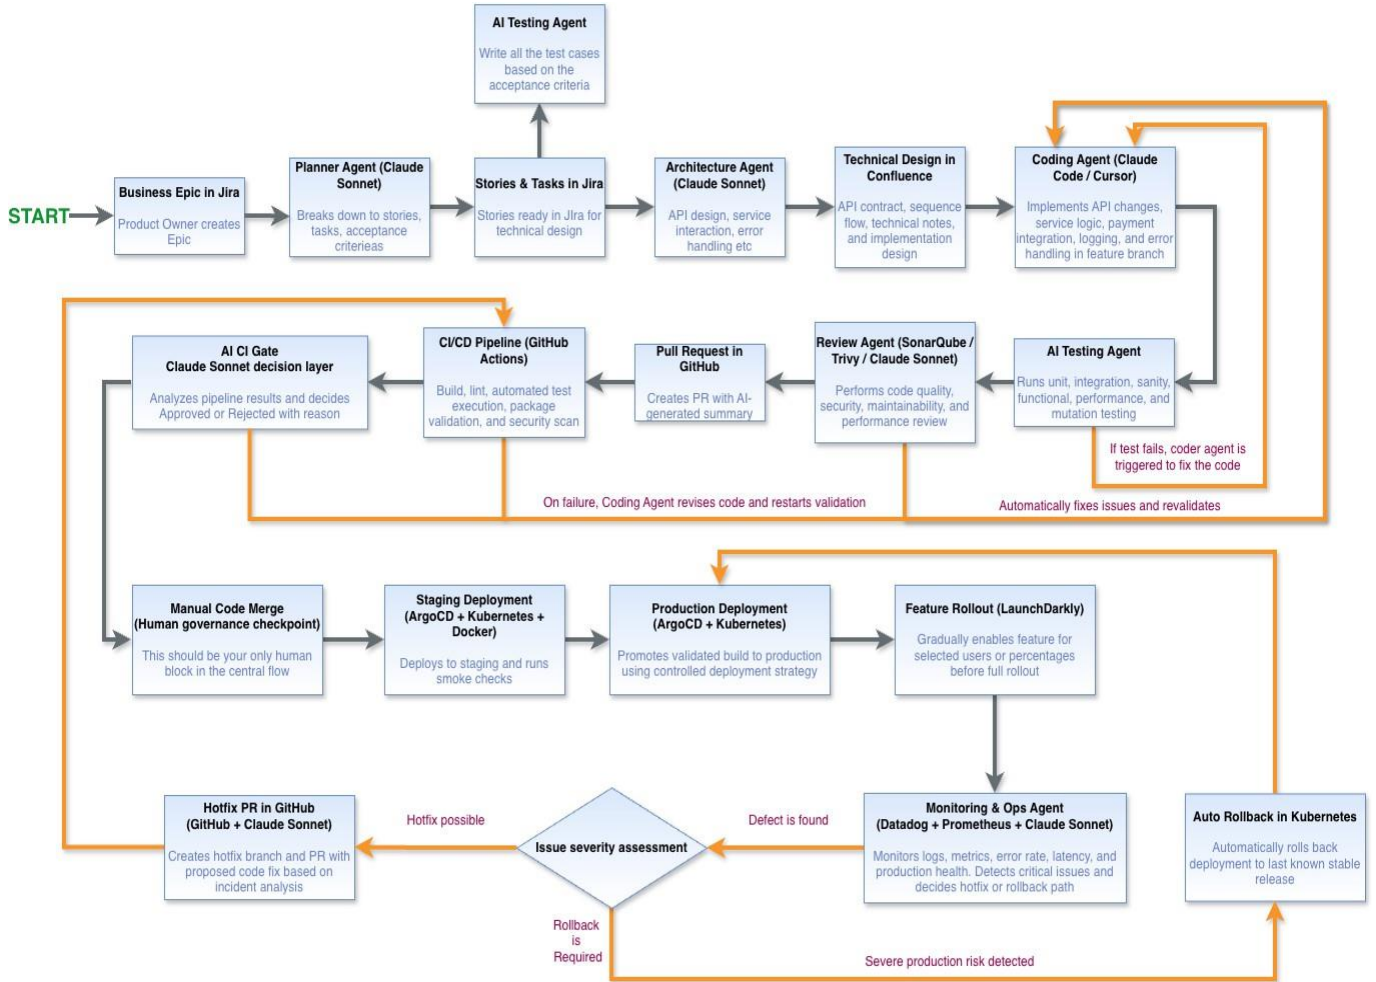 AI Testing Agent
Write all the test cases
based on the
acceptance criteria
START
Business Epic in Jira
Product Owner creates
Epic
Planner Agent (Claude
Sonnet)
Breaks down to stories,
tasks, acceptance
criterieas
Stories & Tasks in Jira
Stories ready in JIra for
technical design
Architecture Agent
(Claude Sonnet)
API design, service
interaction, error
handling etc
Technical Design in
Confluence
API contract, sequence
flow, technical notes,
and implementation
design
Coding Agent (Claude
Code / Cursor)
Implements API changes,
service logic, payment
integration, logging, and error
handling in feature branch
AI CI Gate
Claude Sonnet decision layer
Analyzes pipeline results and decides
Approved or Rejected with reason
CI/CD Pipeline (GitHub
Actions)
Build, lint, automated test
execution, package
validation, and security scan
Pull Request in
GitHub
Creates PR with AI-
generated summary
Review Agent (SonarQube /
Trivy / Claude Sonnet)
Performs code quality,
security, maintainability, and
performance review
AI Testing Agent
Runs unit, integration, sanity,
functional, performance, and
mutation testing
If test fails, coder agent is
triggered to fix the code
On failure, Coding Agent revises code and restarts validation
Automatically fixes issues and revalidates
Manual Code Merge
(Human governance checkpoint)
This should be your only human
block in the central flow
Staging Deployment
(ArgoCD + Kubernetes +
Docker)
Deploys to staging and runs
smoke checks
Production Deployment
(ArgoCD + Kubernetes)
Promotes validated build to production
using controlled deployment strategy
Feature Rollout (LaunchDarkly)
Gradually enables feature for
selected users or percentages
before full rollout
Hotfix PR in GitHub
(GitHub + Claude Sonnet)
Creates hotfix branch and PR with
proposed code fix based on
incident analysis
Hotfix possible
Issue severity assessment
Defect is found
Monitoring & Ops Agent
(Datadog + Prometheus + Claude Sonnet)
Monitors logs, metrics, error rate, latency, and
production health. Detects critical issues and
decides hotfix or rollback path
Auto Rollback in Kubernetes
Automatically rolls back
deployment to last known stable
release
Rollback
is
Required
Severe production risk detected